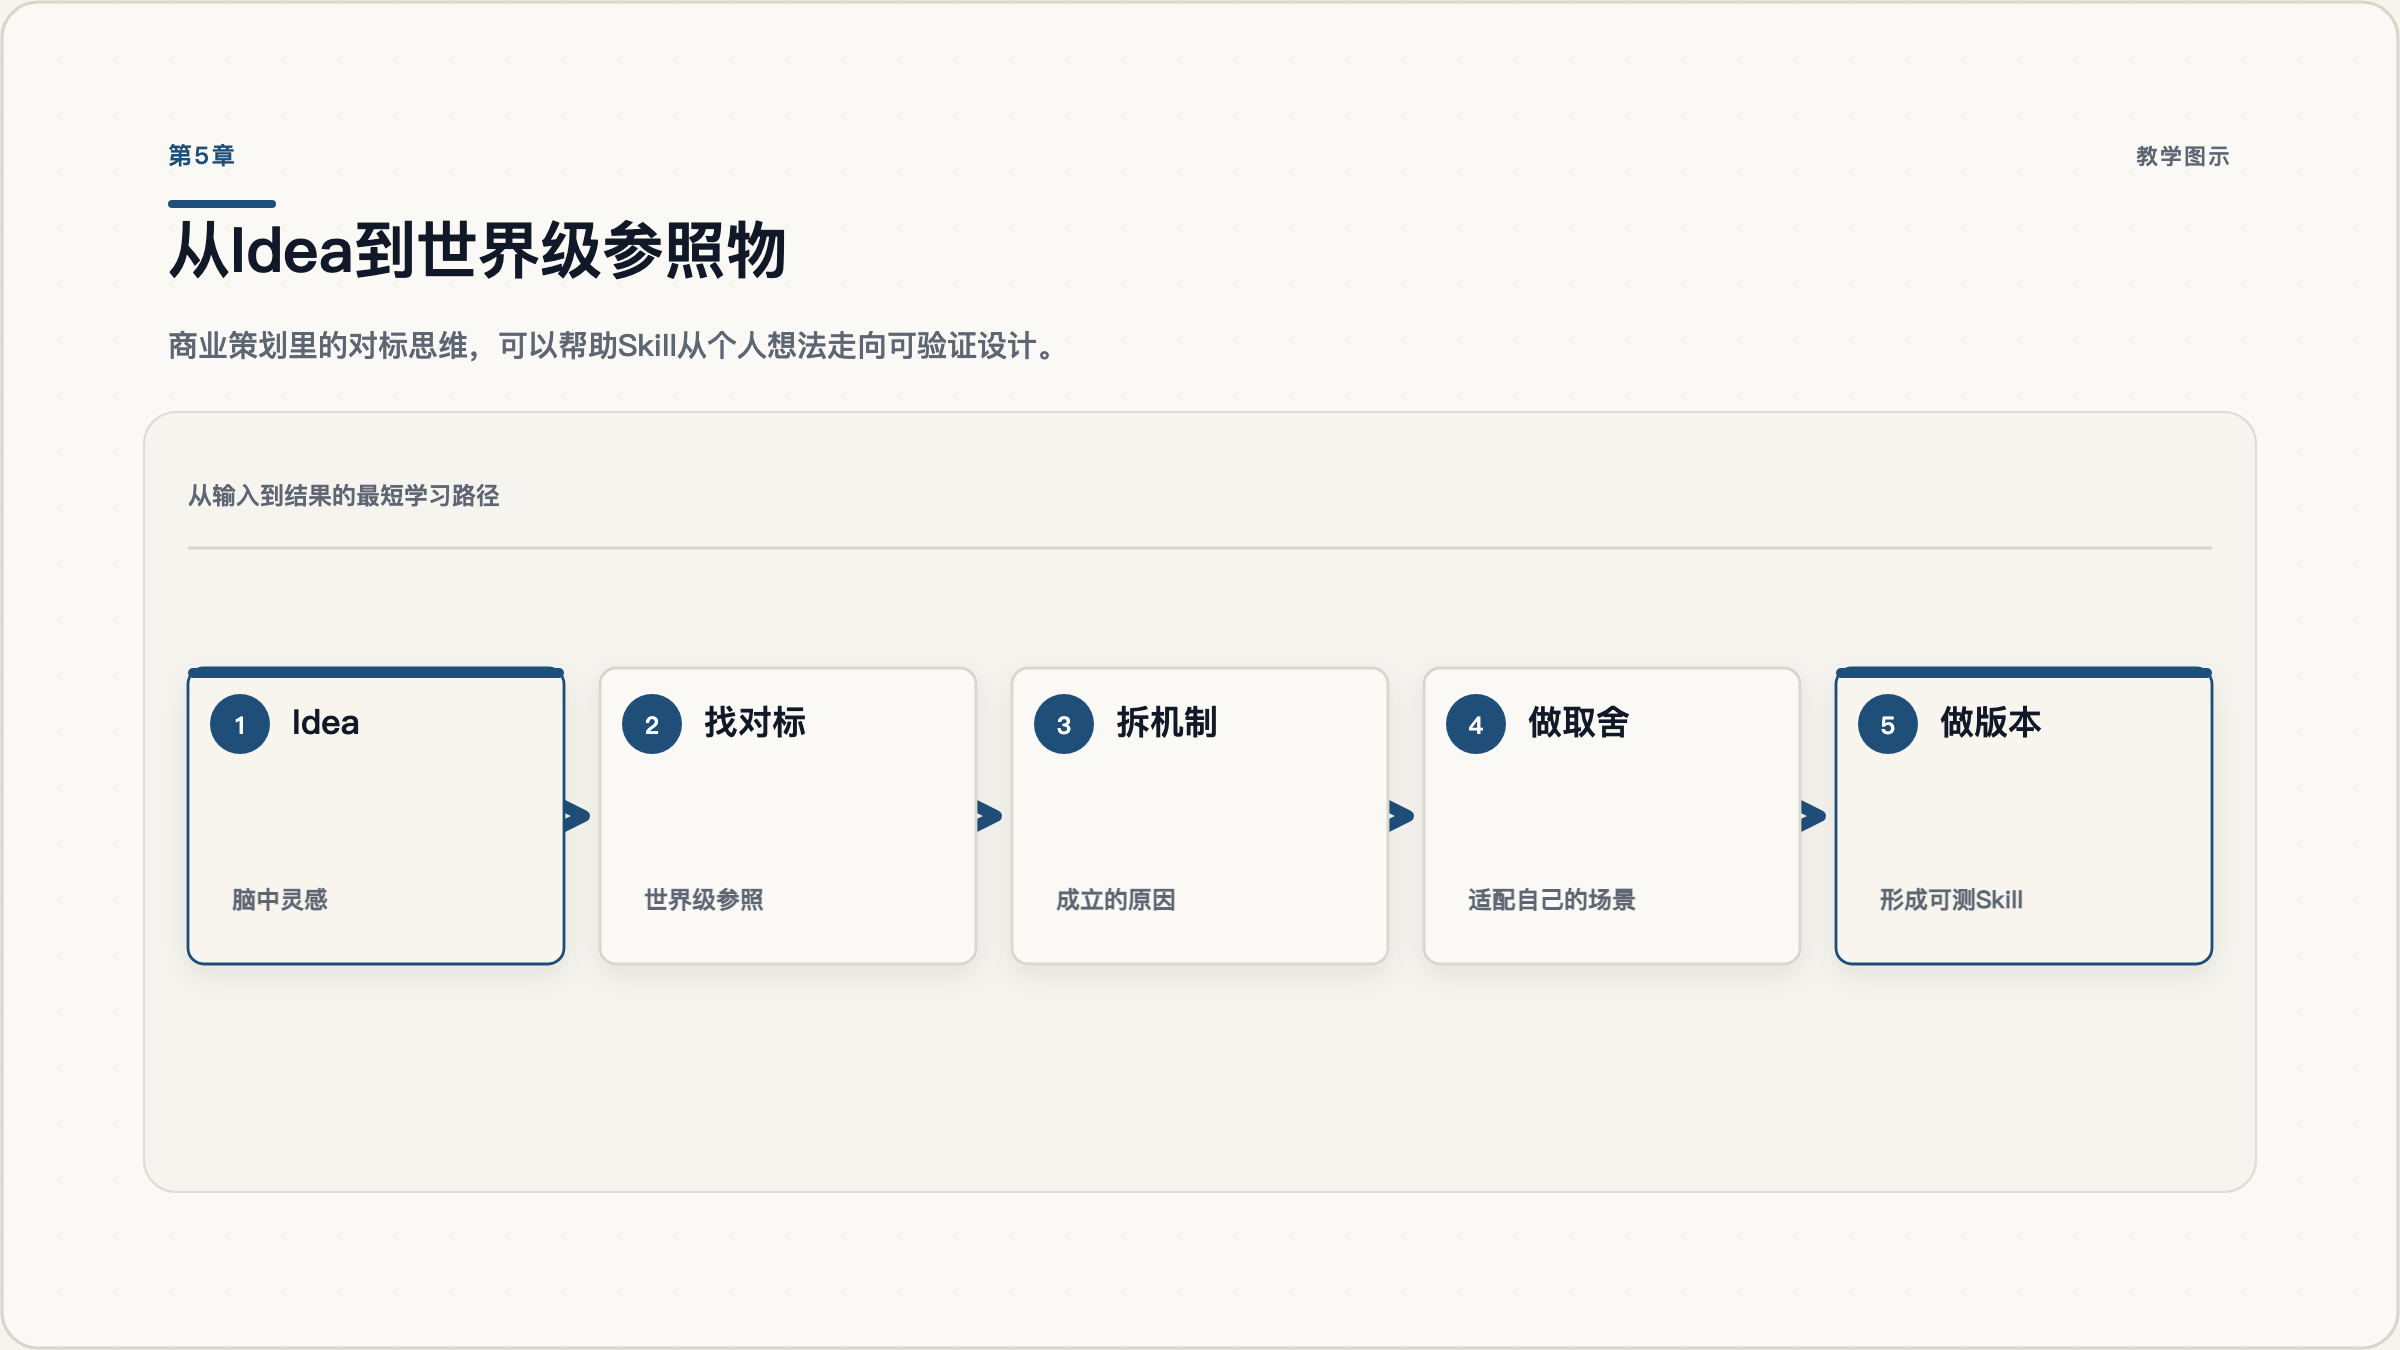 第5章
教学图示
从Idea到世界级参照物
商业策划里的对标思维，可以帮助Skill从个人想法走向可验证设计。
从输入到结果的最短学习路径
1 Idea
脑中灵感
2 找对标
世界级参照
3 拆机制
成立的原因
4 做取舍
适配自己的场景
5 做版本
形成可测Skill